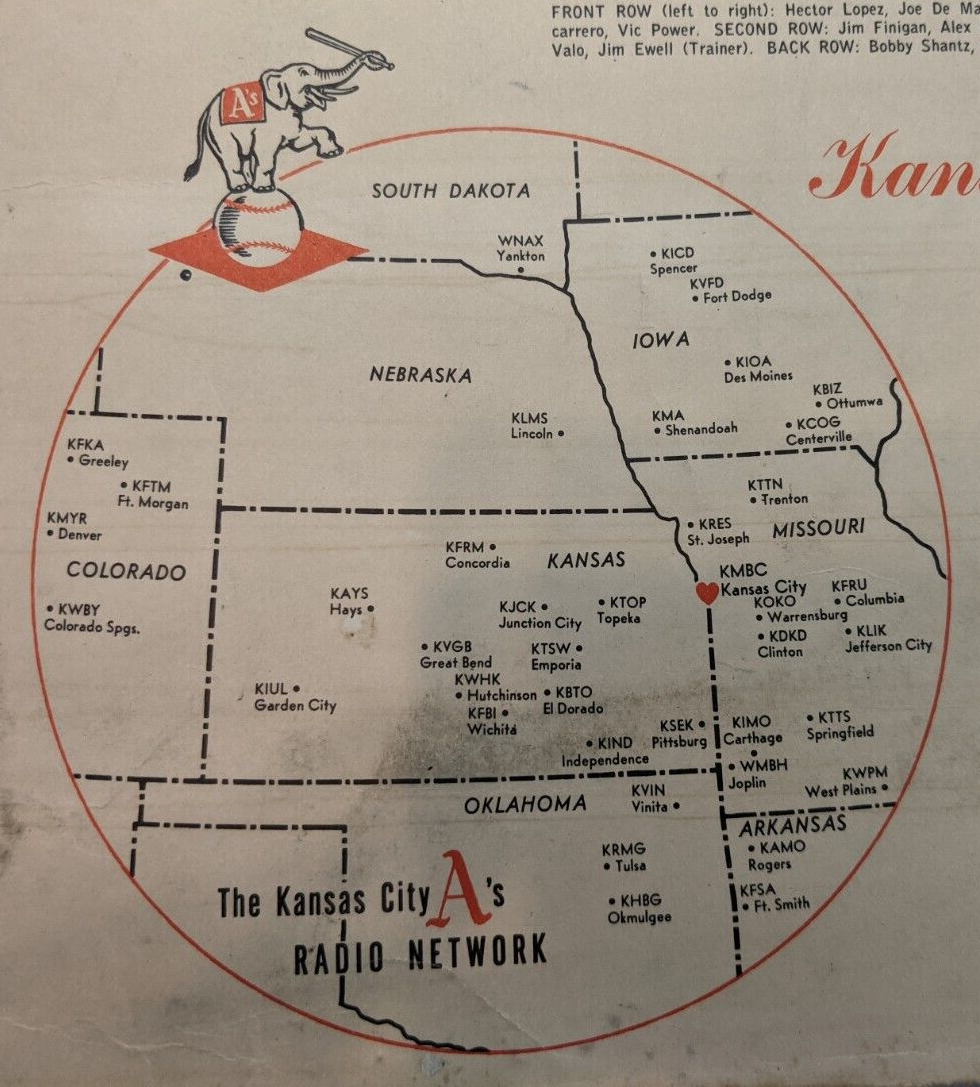 FRONT ROW (left to right): Hector Lopez, Joe De Ma
carrero, Vic Power. SECOND ROW: Jim Finigan, Alex
Valo, Jim Ewell (Trainer). BACK ROW: Bobby Shantz,
A's
Kan
SOUTH DAKOTA
WNAX
Yankton
KICD
Spencer
KVFD
Fort Dodge
IOWA
KIOA
Des Moines
NEBRASKA
KBIZ
Ottumwa
KLMS
Lincoln
KMA
Shenandoah
KCOG
Centerville
KFKA
Greeley
KFTM
Ft. Morgan
KMYR
Denver
COLORADO
KWBY
Colorado Spgs.
KTTN
Trenton
KRES
St. Joseph
MISSOURI
KFRM
Concordia
KANSAS
KMBC
Kansas City
KAYS
Hays
KJCK
Junction City
KTOP
Topeka
KOKO
Warrensburg
KFRU
Columbia
KDKD
Clinton
KLIK
Jefferson City
KVGB
Great Bend
KTSW
Emporia
KWHK
Hutchinson
KBTO
El Dorado
KIUL
Garden City
KFBI
Wichita
KSEK
Pittsburg
KIMO
Carthage
KTTS
Springfield
KIND
Independence
WMBH
Joplin
KWPM
West Plains
OKLAHOMA
KVIN
Vinita
ARKANSAS
KAMO
Rogers
KRMG
Tulsa
KFSA
Ft. Smith
KHBG
Okmulgee
The Kansas City A's
RADIO NETWORK